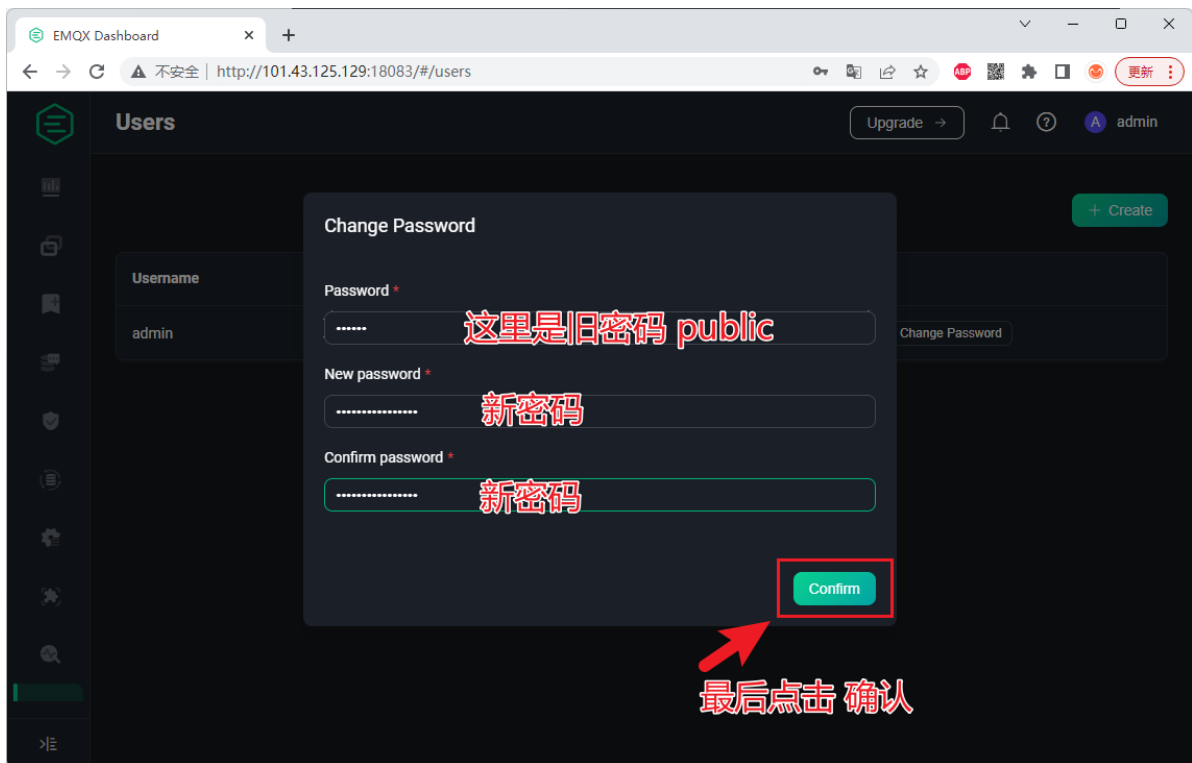 EMQX Dashboard
不安全 http://101.43.125.129:18083/#/users
ABP
更新
Users
Upgrade →
A admin
+ Create
Change Password
Username
Password *
admin
•••••• 这里是旧密码 public
Change Password
New password *
•••••••••••••••• 新密码
Confirm password *
•••••••••••••••• 新密码
Confirm
最后点击 确认